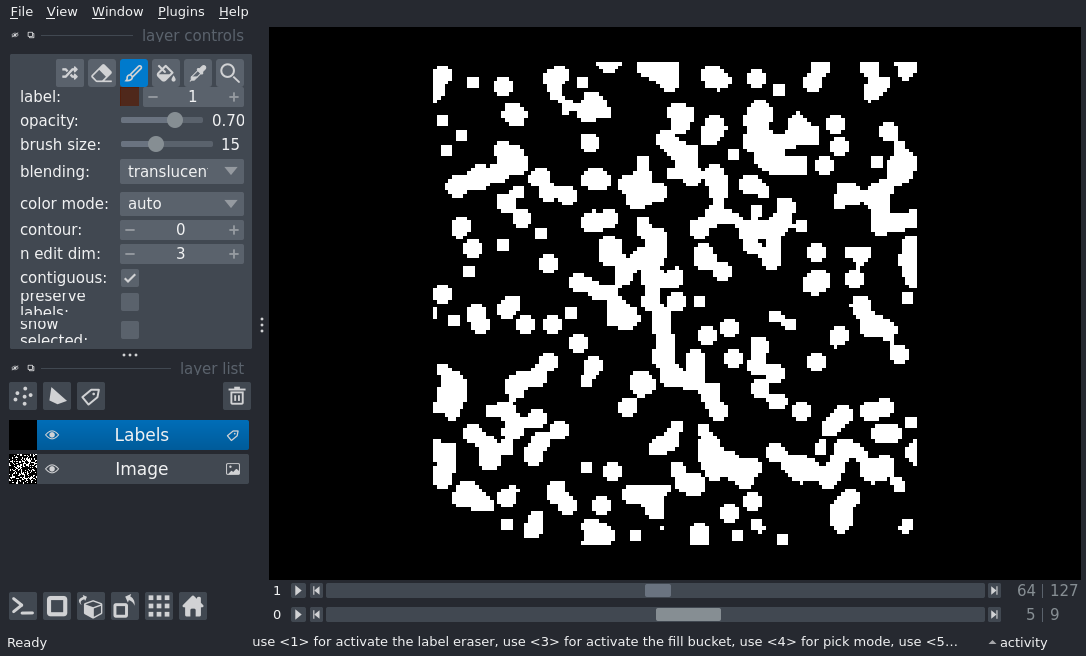 File View Window Plugins Help
layer controls
label: 1
opacity: 0.70
brush size: 15
blending: translucen
color mode: auto
contour: 0
n edit dim: 3
contiguous:
preserve
labels:
show
selected:
layer list
Labels
Image
1 64 | 127
0 5 | 9
Ready use <1> for activate the label eraser, use <3> for activate the fill bucket, use <4> for pick mode, use <5... activity